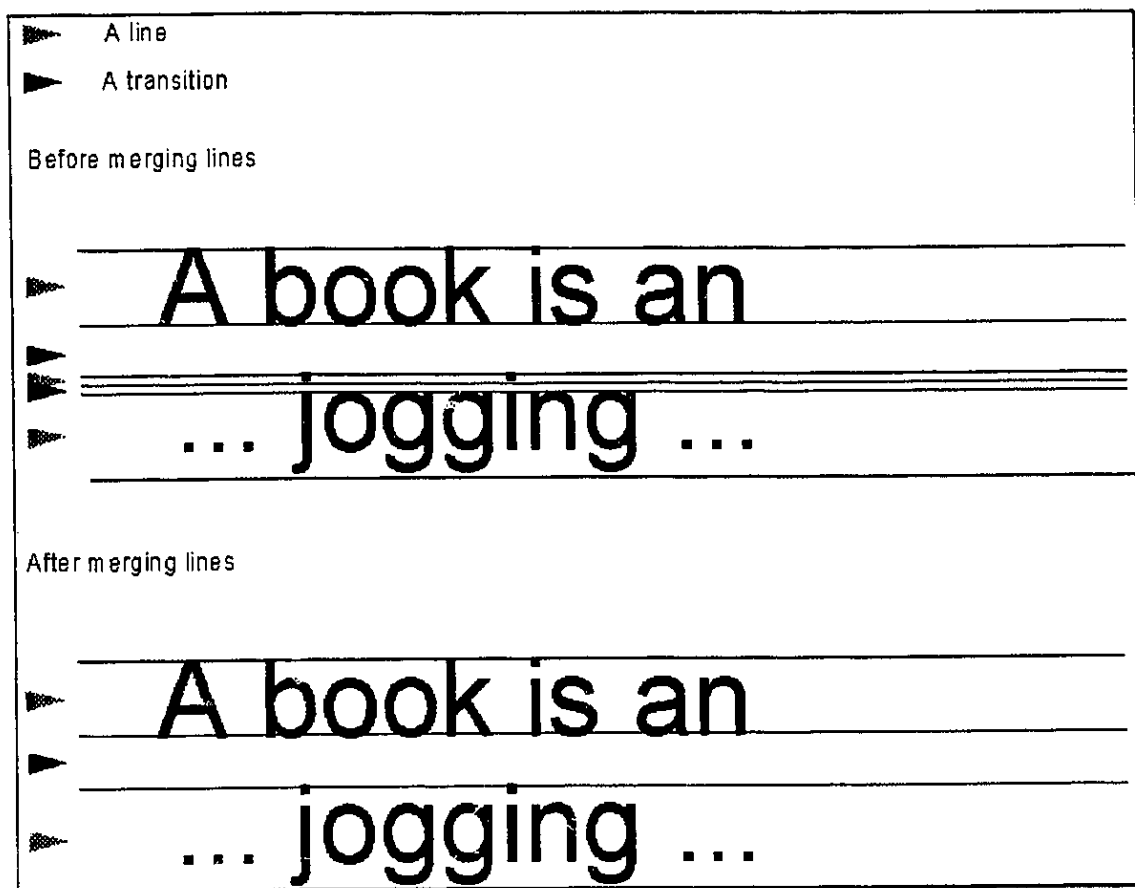 A line
A transition
Before merging lines
A book is an
... jogging ...
After merging lines
A book is an
... jogging ...